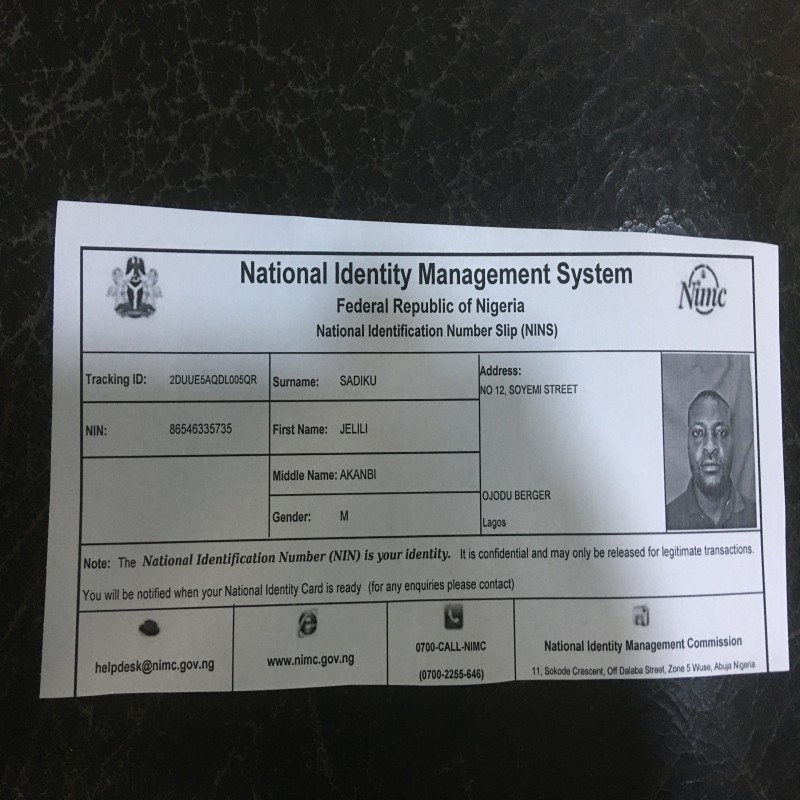 National Identity Management System
Federal Republic of Nigeria
National Identification Number Slip (NINS)
Nimc
Tracking ID: 2DUUE5AQDL005QR
Surname: SADIKU
Address:
NO 12, SOYEMI STREET
NIN: 86546335735
First Name: JELILI
Middle Name: AKANBI
Gender: M
OJODU BERGER
Lagos
Note: The National Identification Number (NIN) is your identity. It is confidential and may only be released for legitimate transactions.
You will be notified when your National Identity Card is ready (for any enquiries please contact)
helpdesk@nimc.gov.ng
www.nimc.gov.ng
0700-CALL-NIMC
(0700-2255-646)
National Identity Management Commission
11, Sokode Crescent, Off Dalaba Street, Zone 5 Wuse, Abuja Nigeria